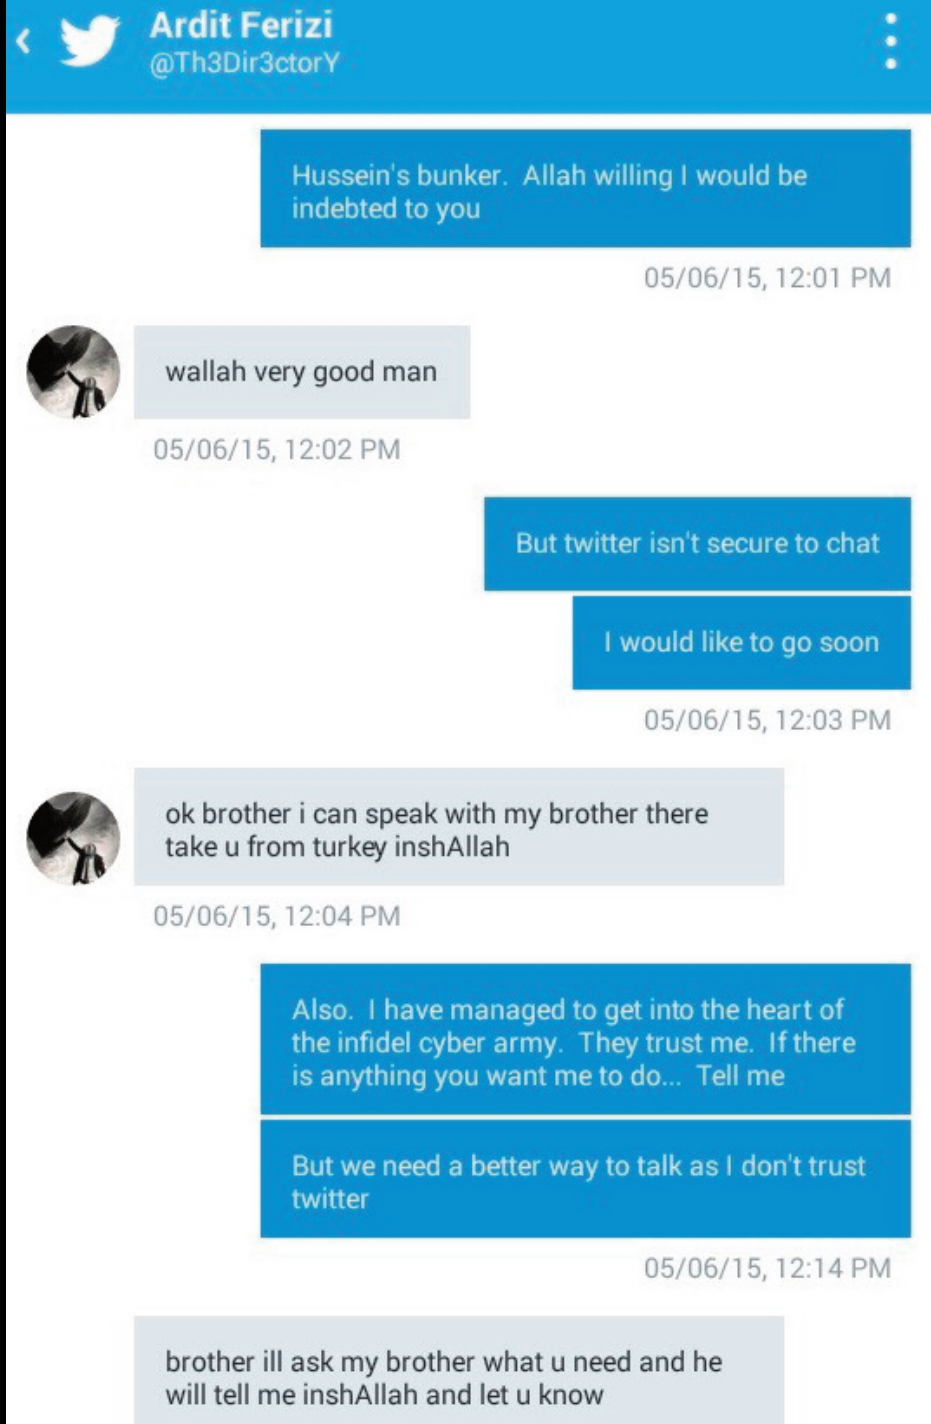 Ardit Ferizi
@Th3Dir3ctorY
Hussein's bunker.  Allah willing I would be
indebted to you
05/06/15, 12:01 PM
wallah very good man
05/06/15, 12:02 PM
But twitter isn't secure to chat
I would like to go soon
05/06/15, 12:03 PM
ok brother i can speak with my brother there
take u from turkey inshAllah
05/06/15, 12:04 PM
Also.  I have managed to get into the heart of
the infidel cyber army.  They trust me.  If there
is anything you want me to do...  Tell me
But we need a better way to talk as I don't trust
twitter
05/06/15, 12:14 PM
brother ill ask my brother what u need and he
will tell me inshAllah and let u know